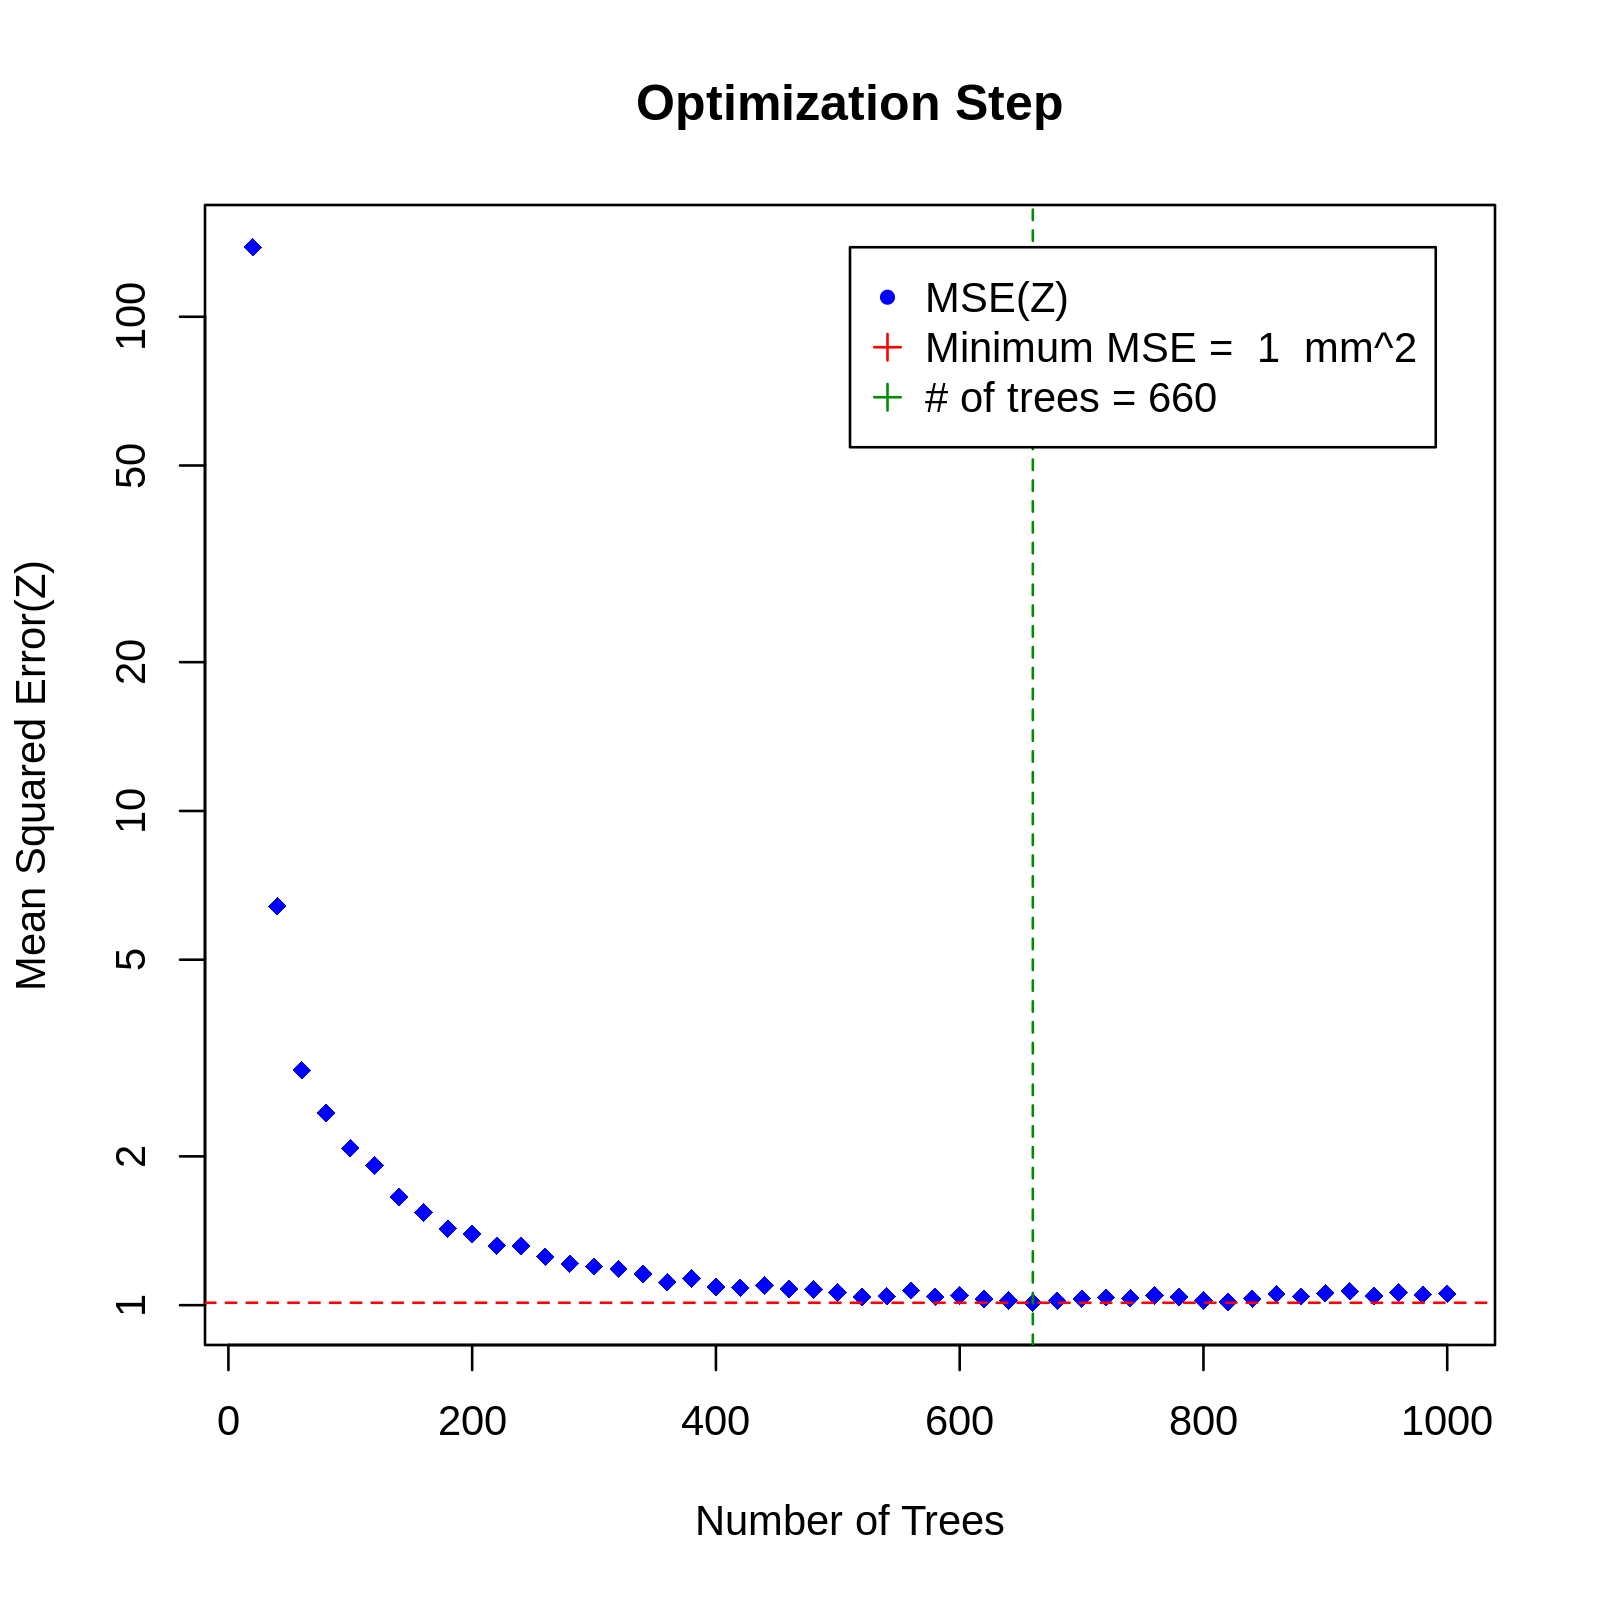 Optimization Step
MSE(Z)
Minimum MSE =  1  mm^2
# of trees = 660
Mean Squared Error(Z)
100
50
20
10
5
2
1
0 200 400 600 800 1000
Number of Trees